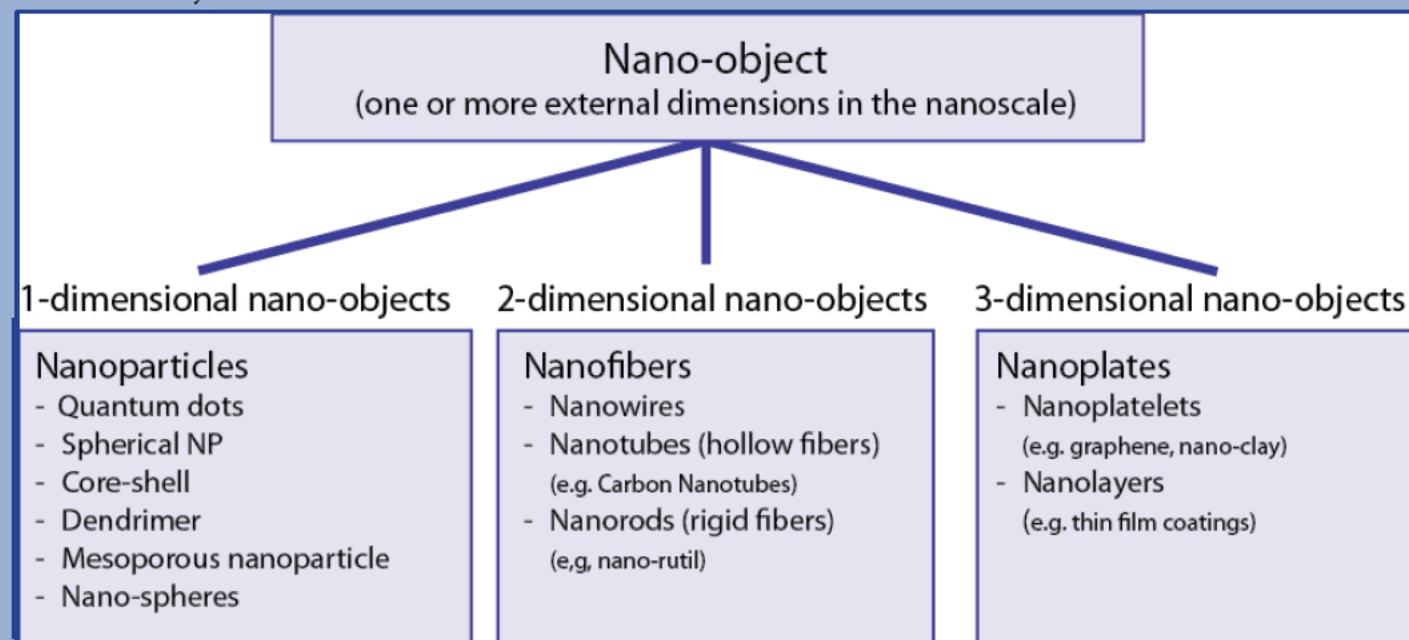 Nano-object
(one or more external dimensions in the nanoscale)
1-dimensional nano-objects
Nanoparticles
- Quantum dots
- Spherical NP
- Core-shell
- Dendrimer
- Mesoporous nanoparticle
- Nano-spheres
2-dimensional nano-objects
Nanofibers
- Nanowires
- Nanotubes (hollow fibers)
(e.g. Carbon Nanotubes)
- Nanorods (rigid fibers)
(e,g, nano-rutil)
3-dimensional nano-objects
Nanoplates
- Nanoplatelets
(e.g. graphene, nano-clay)
- Nanolayers
(e.g. thin film coatings)